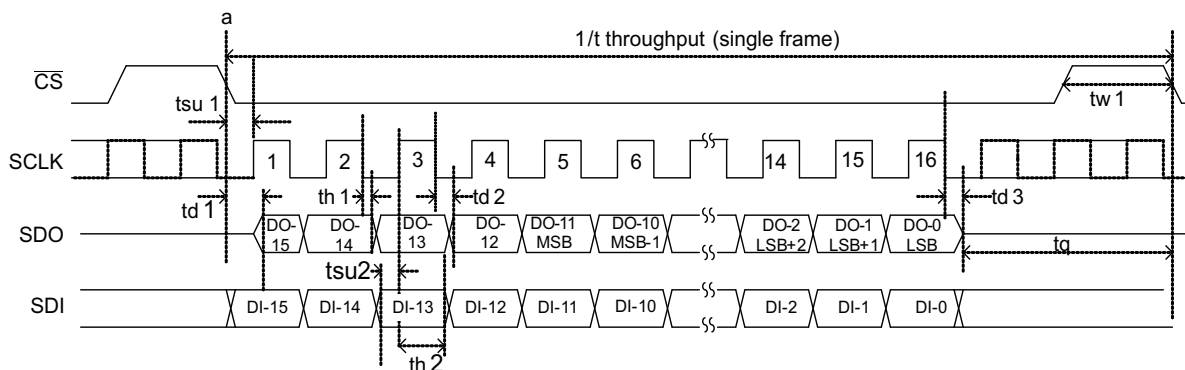 a
1/t throughput (single frame)
CS
tsu 1
tw 1
SCLK
1 2 3 4 5 6 14 15 16
td 1 th 1 td 2 td 3
SDO
DO-15 DO-14 DO-13 DO-12 DO-11 MSB DO-10 MSB-1 DO-2 LSB+2 DO-1 LSB+1 DO-0 LSB
tq
tsu2
SDI
DI-15 DI-14 DI-13 DI-12 DI-11 DI-10 DI-2 DI-1 DI-0
th 2